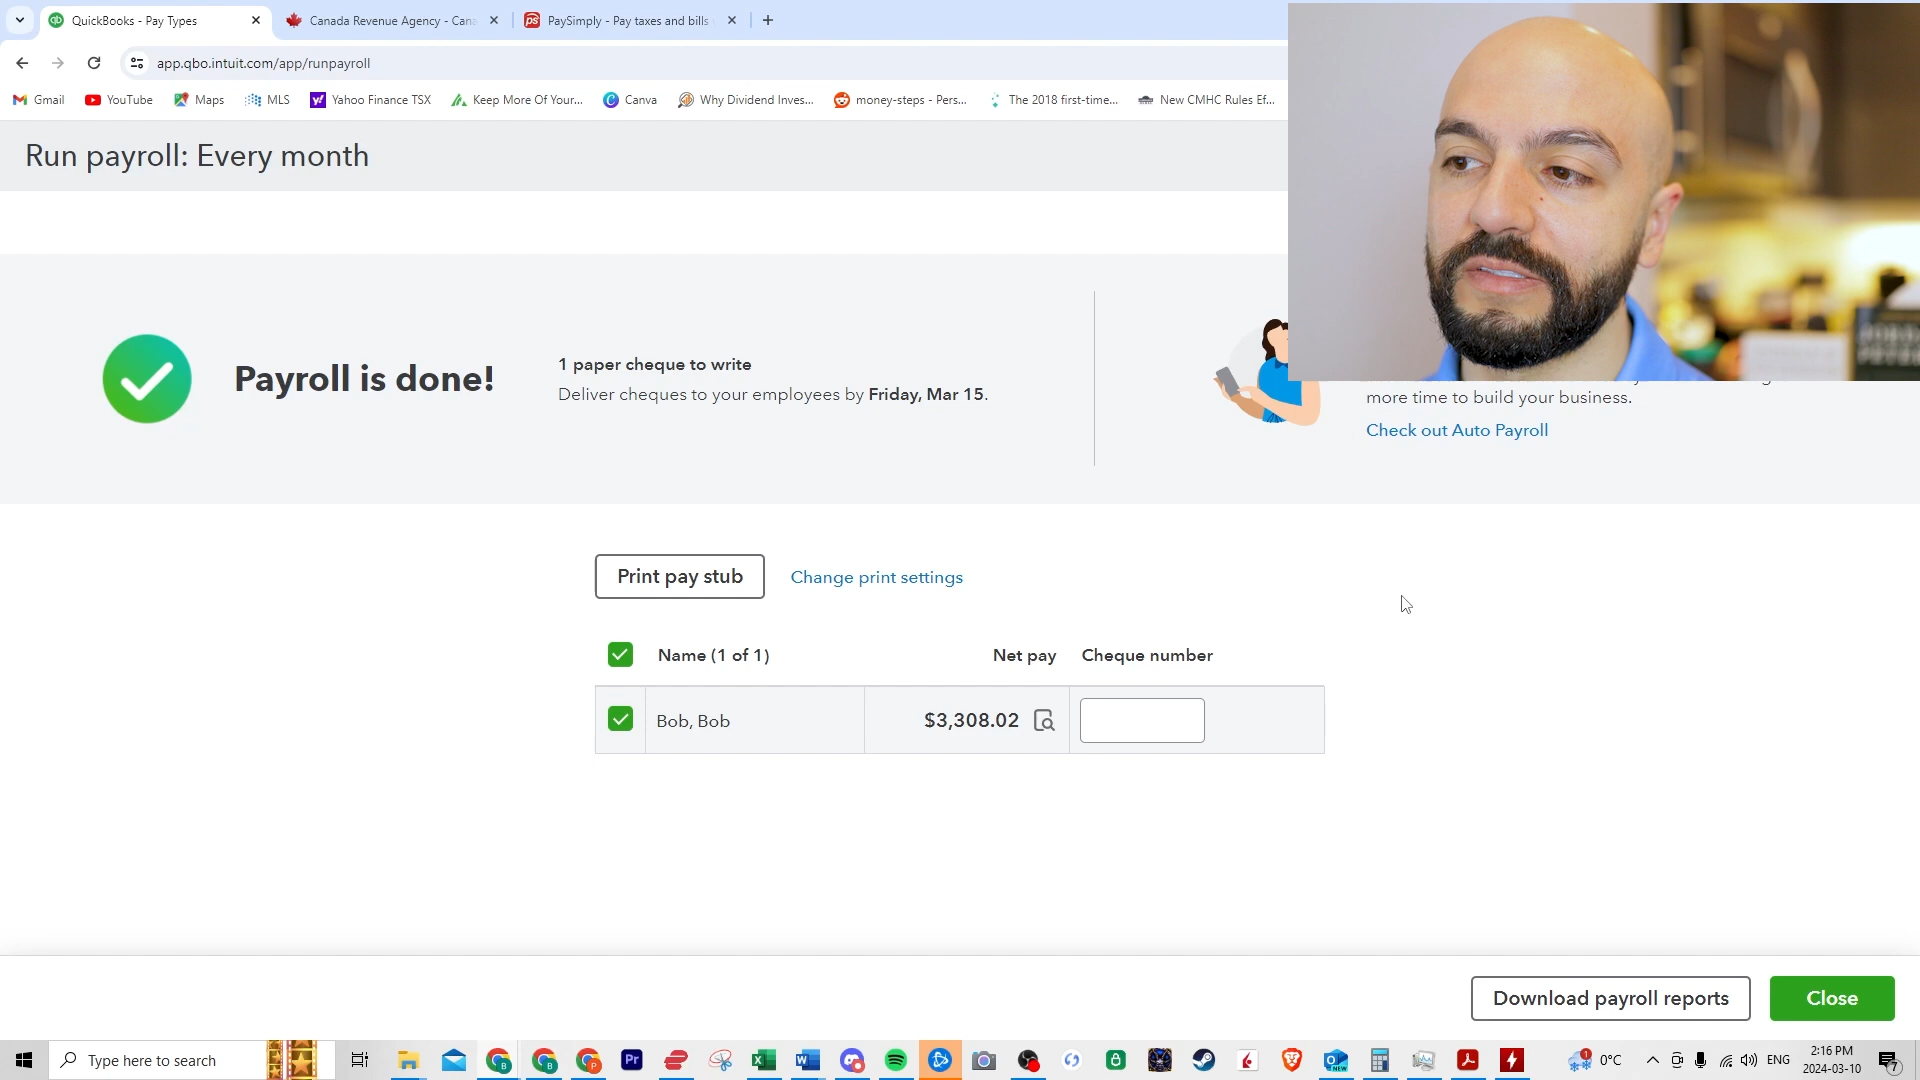 QuickBooks - Pay Types
Canada Revenue Agency - Cana
PaySimply - Pay taxes and bills
app.qbo.intuit.com/app/runpayroll
Gmail
YouTube
Maps
MLS
Yahoo Finance TSX
Keep More Of Your...
Canva
Why Dividend Inves...
money-steps - Pers...
The 2018 first-time...
New CMHC Rules Ef...
Run payroll: Every month
Payroll is done!
1 paper cheque to write
Deliver cheques to your employees by Friday, Mar 15.
more time to build your business.
Check out Auto Payroll
Print pay stub
Change print settings
Name (1 of 1)
Net pay
Cheque number
Bob, Bob
$3,308.02
Download payroll reports
Close
Type here to search
0°C
ENG
2:16 PM
2024-03-10